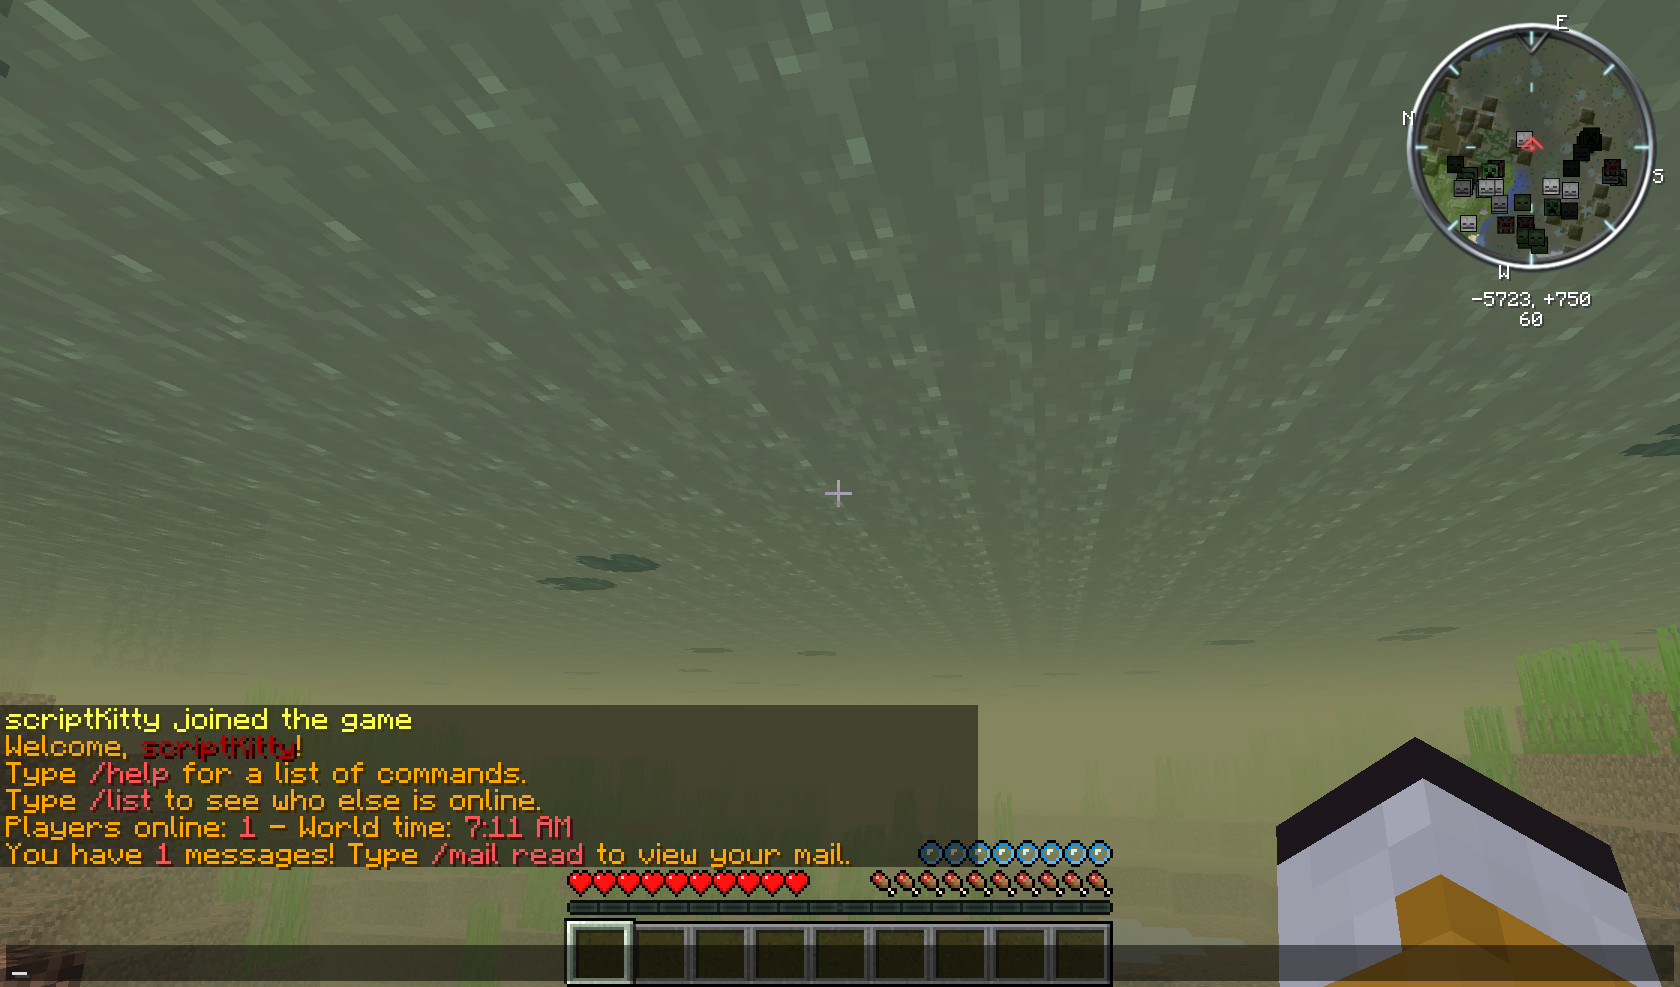 E
N
S
W
-5723, +750
60
scriptKitty joined the game
Welcome, scriptKitty!
Type /help for a list of commands.
Type /list to see who else is online.
Players online: 1 - World time: 7:11 AM
You have 1 messages! Type /mail read to view your mail.
_